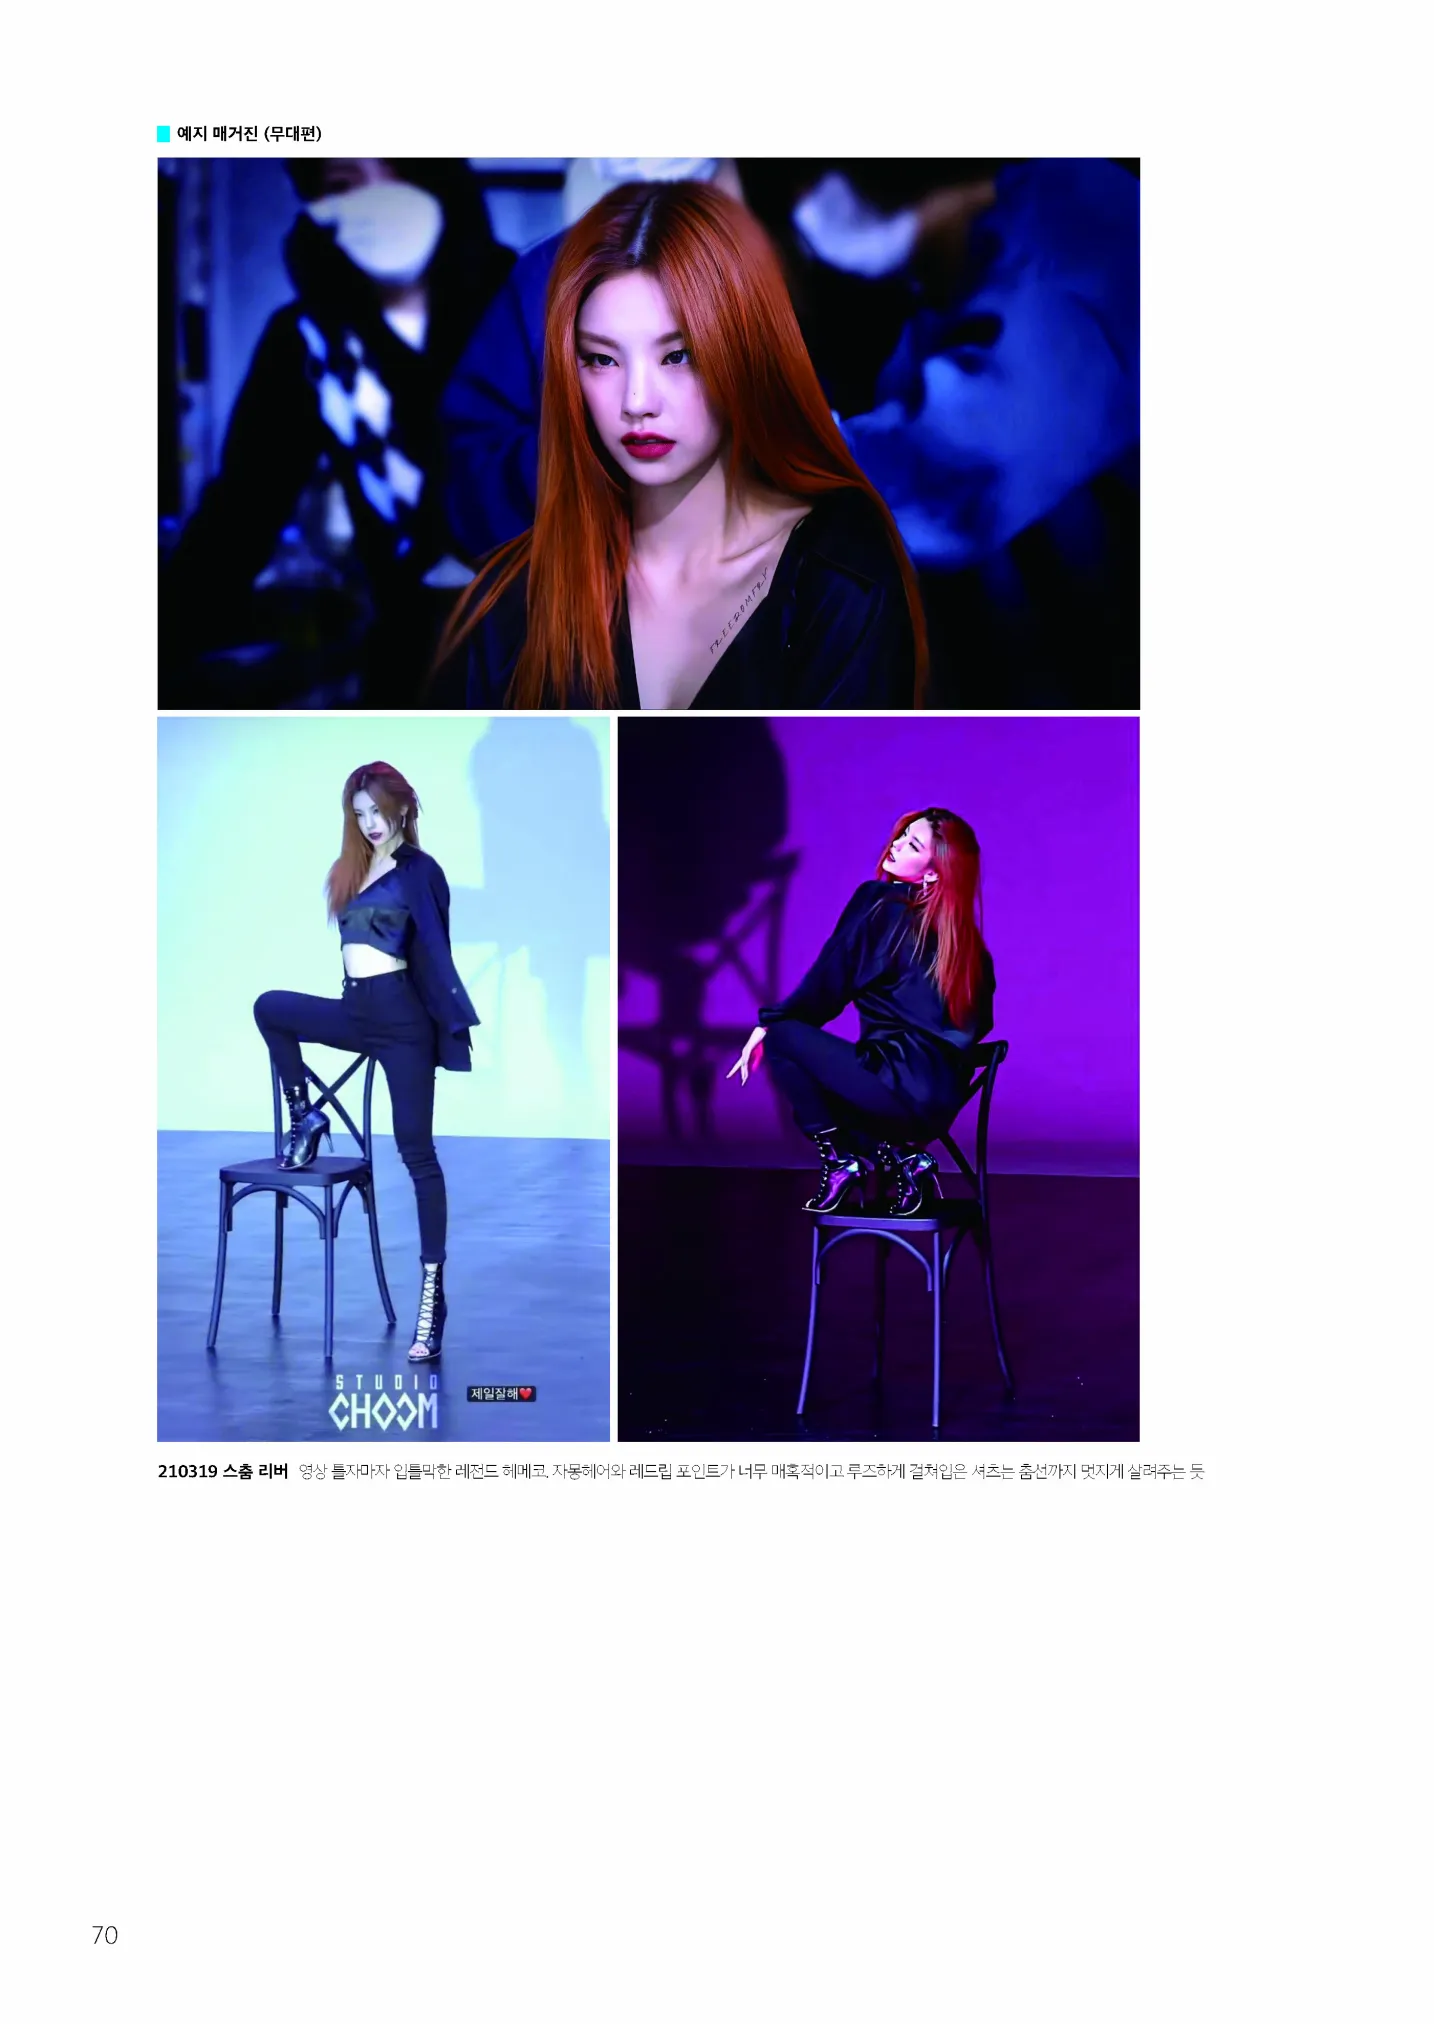 예지 매거진 (무대편)
FREEROMFRY
STUDIO
CHOOM
제일잘해❤️
210319 스춤 리버 영상 틀자마자 입틀막한 레전드 헤메코. 자몽헤어와 레드립 포인트가 너무 매혹적이고 루즈하게 걸쳐입은 셔츠는 춤선까지 멋지게 살려주는 듯
70